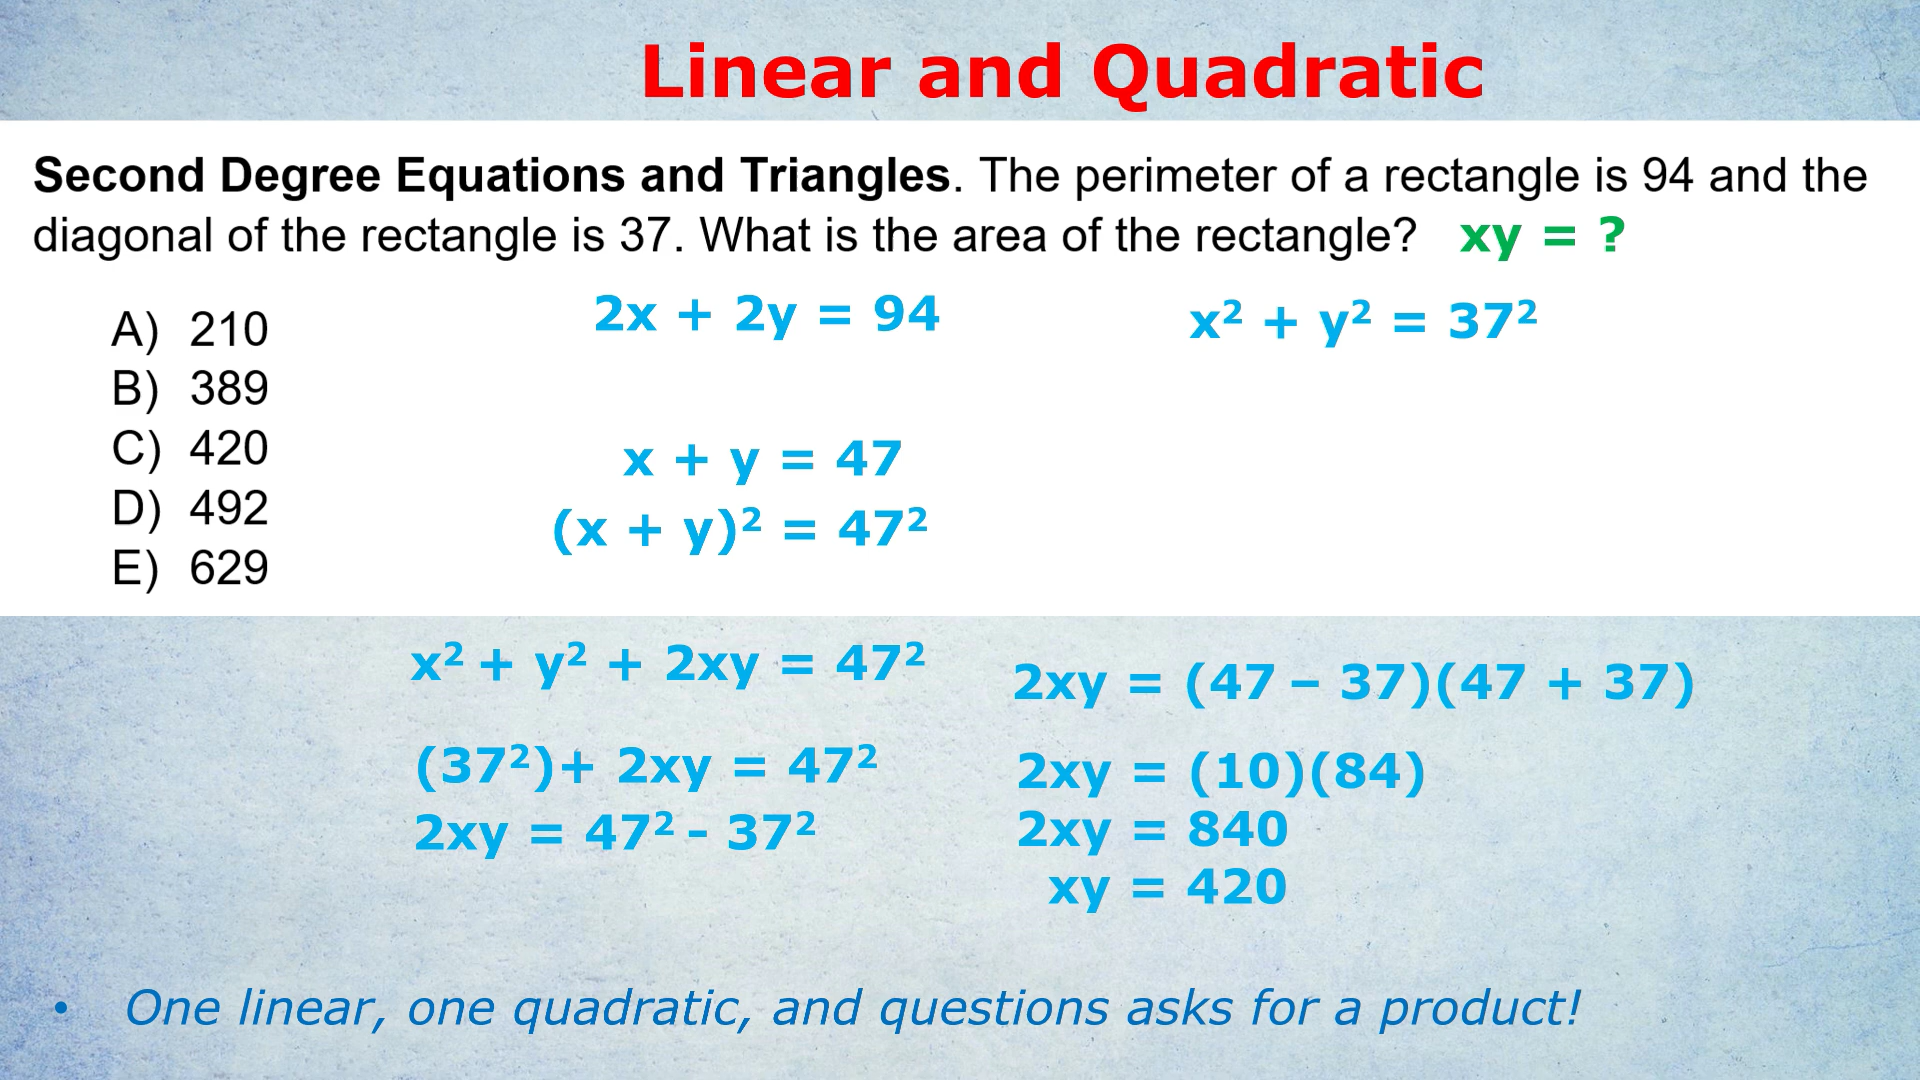 Linear and Quadratic
Second Degree Equations and Triangles. The perimeter of a rectangle is 94 and the
diagonal of the rectangle is 37. What is the area of the rectangle? xy = ?
2x + 2y = 94
x² + y² = 37²
A) 210
B) 389
C) 420
D) 492
E) 629
x + y = 47
(x + y)² = 47²
x² + y² + 2xy = 47²
(37²)+ 2xy = 47²
2xy = 47² - 37²
2xy = (47 – 37)(47 + 37)
2xy = (10)(84)
2xy = 840
xy = 420
• One linear, one quadratic, and questions asks for a product!